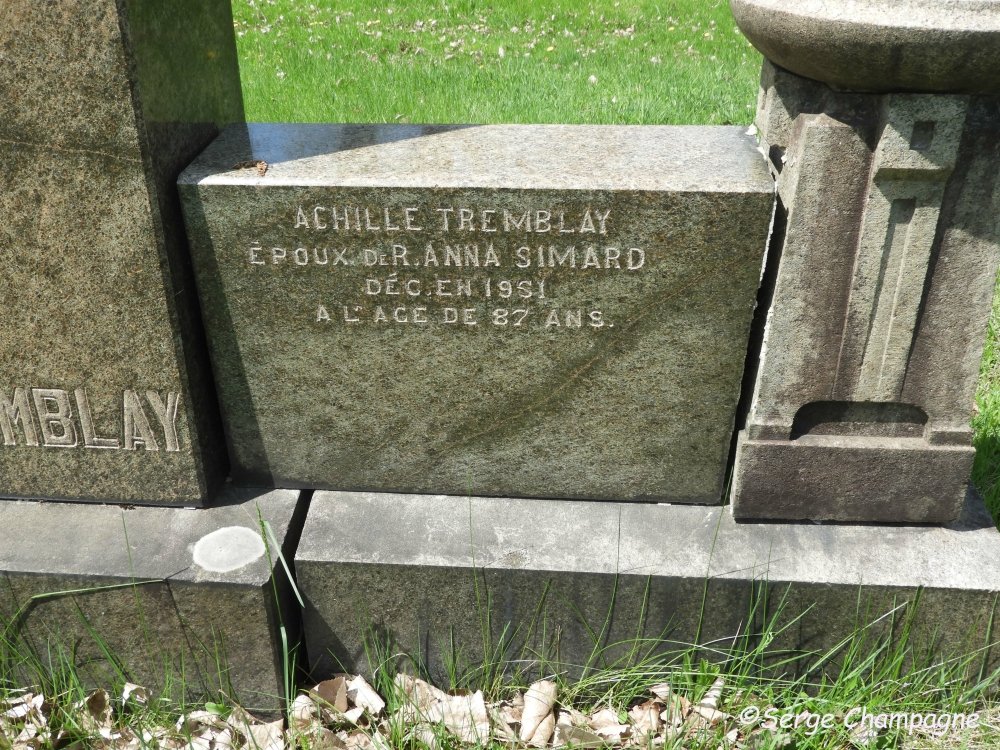 ACHILLE TREMBLAY
ÉPOUX DE R. ANNA SIMARD
DÉC. EN 1951
A L'AGE DE 87 ANS.
MBLAY
©Serge Champagne